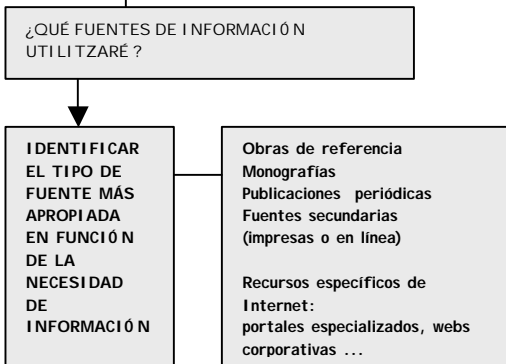 ¿QUÉ FUENTES DE INFORMACIÓN
UTILITZARÉ ?
IDENTIFICAR
EL TIPO DE
FUENTE MÁS
APROPIADA
EN FUNCIÓN
DE LA
NECESIDAD
DE
INFORMACIÓN
Obras de referencia
Monografías
Publicaciones periódicas
Fuentes secundarias
(impresas o en línea)
Recursos específicos de
Internet:
portales especializados, webs
corporativas ...